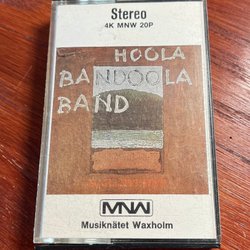 Stereo
4K MNW 20P
HOOLA
BANDOOLA
BAND
MNW
Musiknätet Waxholm